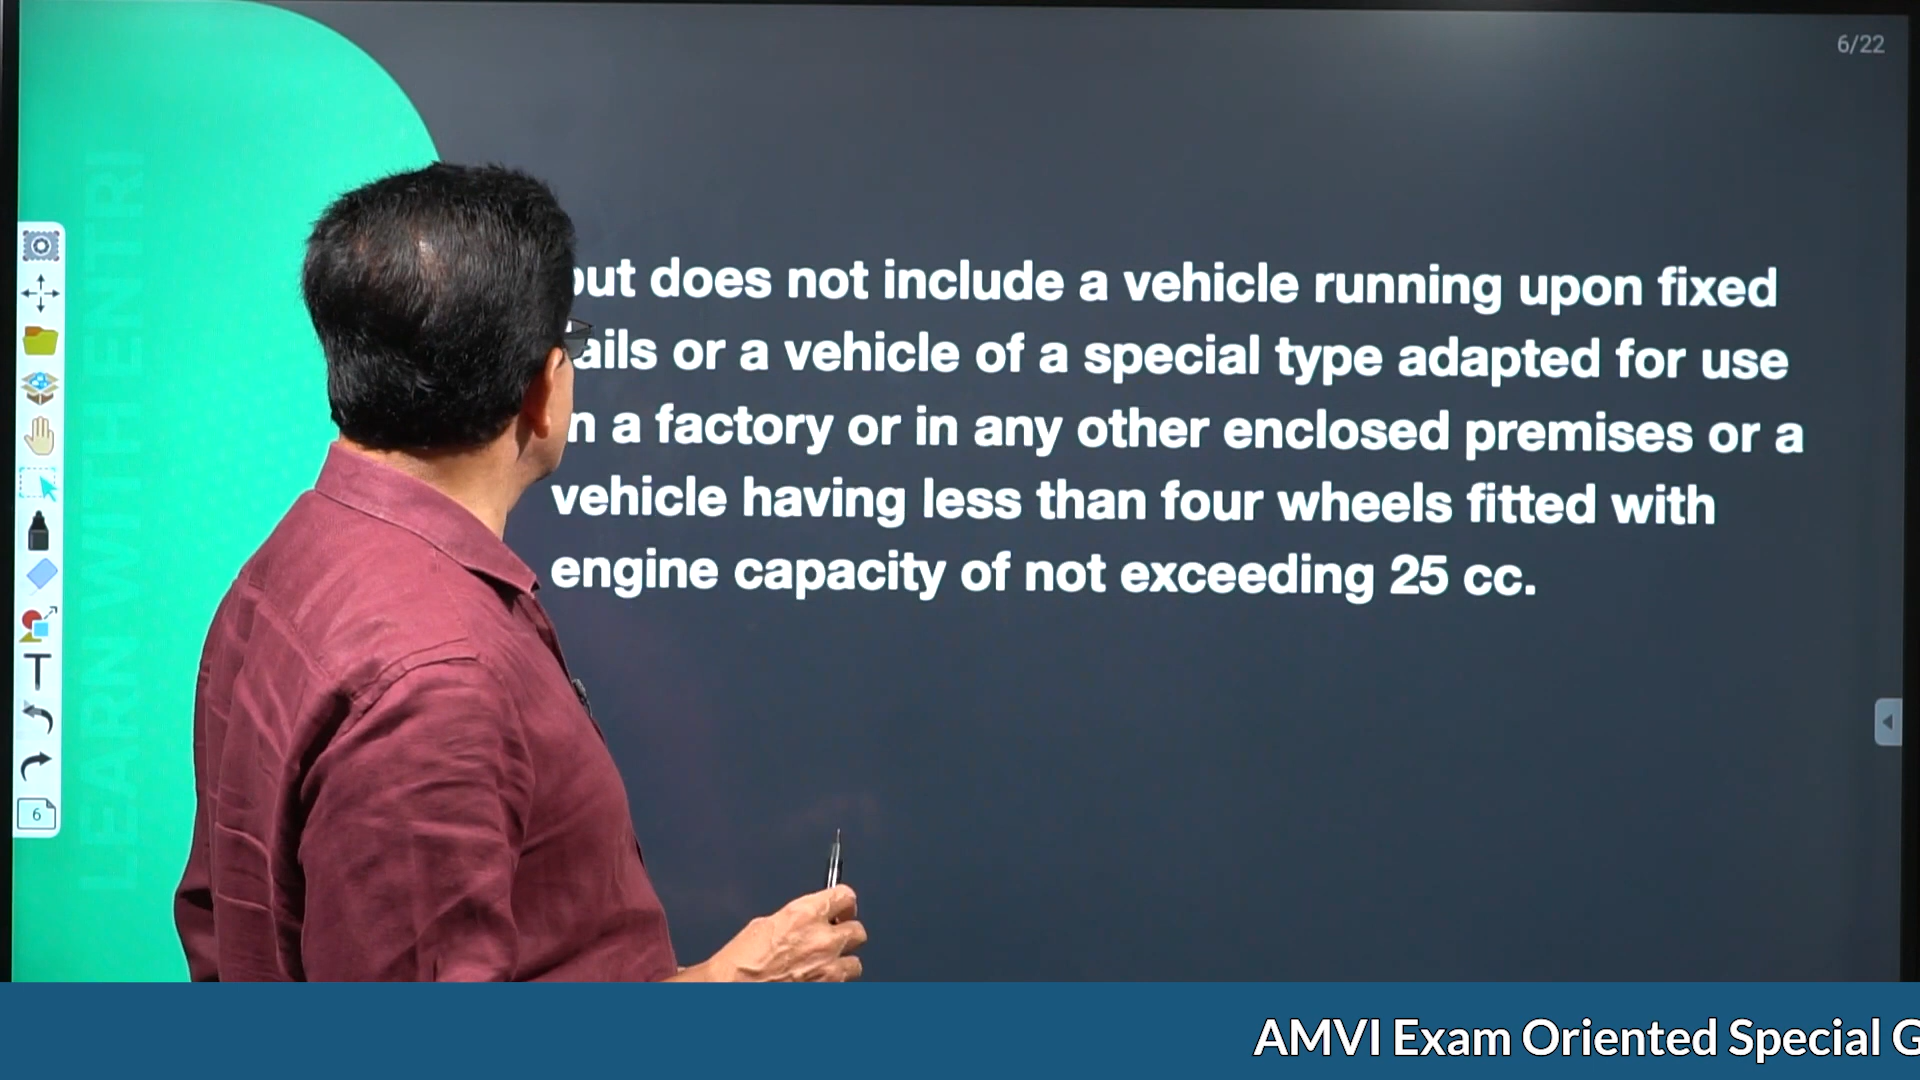 6/22
LEARN WITH ENTRI
but does not include a vehicle running upon fixed
ails or a vehicle of a special type adapted for use
n a factory or in any other enclosed premises or a
vehicle having less than four wheels fitted with
engine capacity of not exceeding 25 cc.
T
6
AMVI Exam Oriented Special G